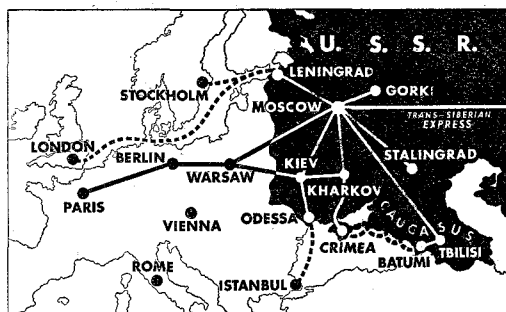 U. S. S. R.
LENINGRAD
STOCKHOLM
GORKI
MOSCOW
TRANS-SIBERIAN
EXPRESS
LONDON
BERLIN
WARSAW
KIEV
STALINGRAD
KHARKOV
PARIS
VIENNA
ODESSA
CAUCASUS
CRIMEA
TBILISI
BATUMI
ROME
ISTANBUL